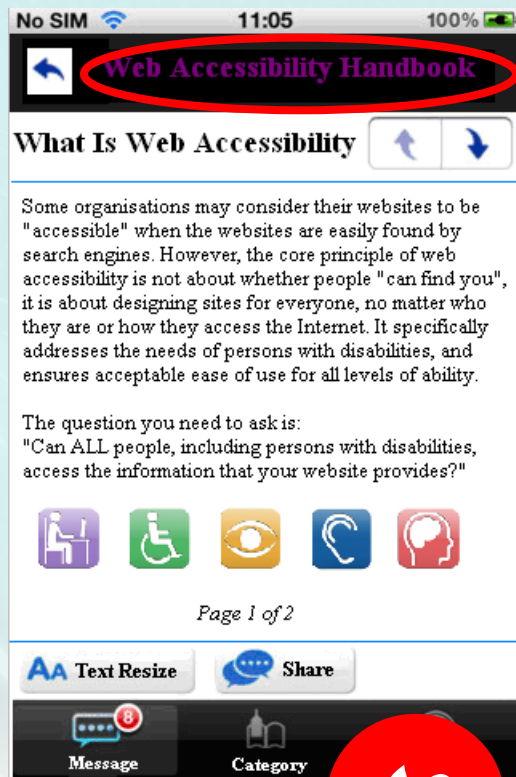 No SIM 11:05 100%
Web Accessibility Handbook
What Is Web Accessibility
Some organisations may consider their websites to be
"accessible" when the websites are easily found by
search engines. However, the core principle of web
accessibility is not about whether people "can find you",
it is about designing sites for everyone, no matter who
they are or how they access the Internet. It specifically
addresses the needs of persons with disabilities, and
ensures acceptable ease of use for all levels of ability.
The question you need to ask is:
"Can ALL people, including persons with disabilities,
access the information that your website provides?"
Page 1 of 2
AA Text Resize Share
8
Message Category